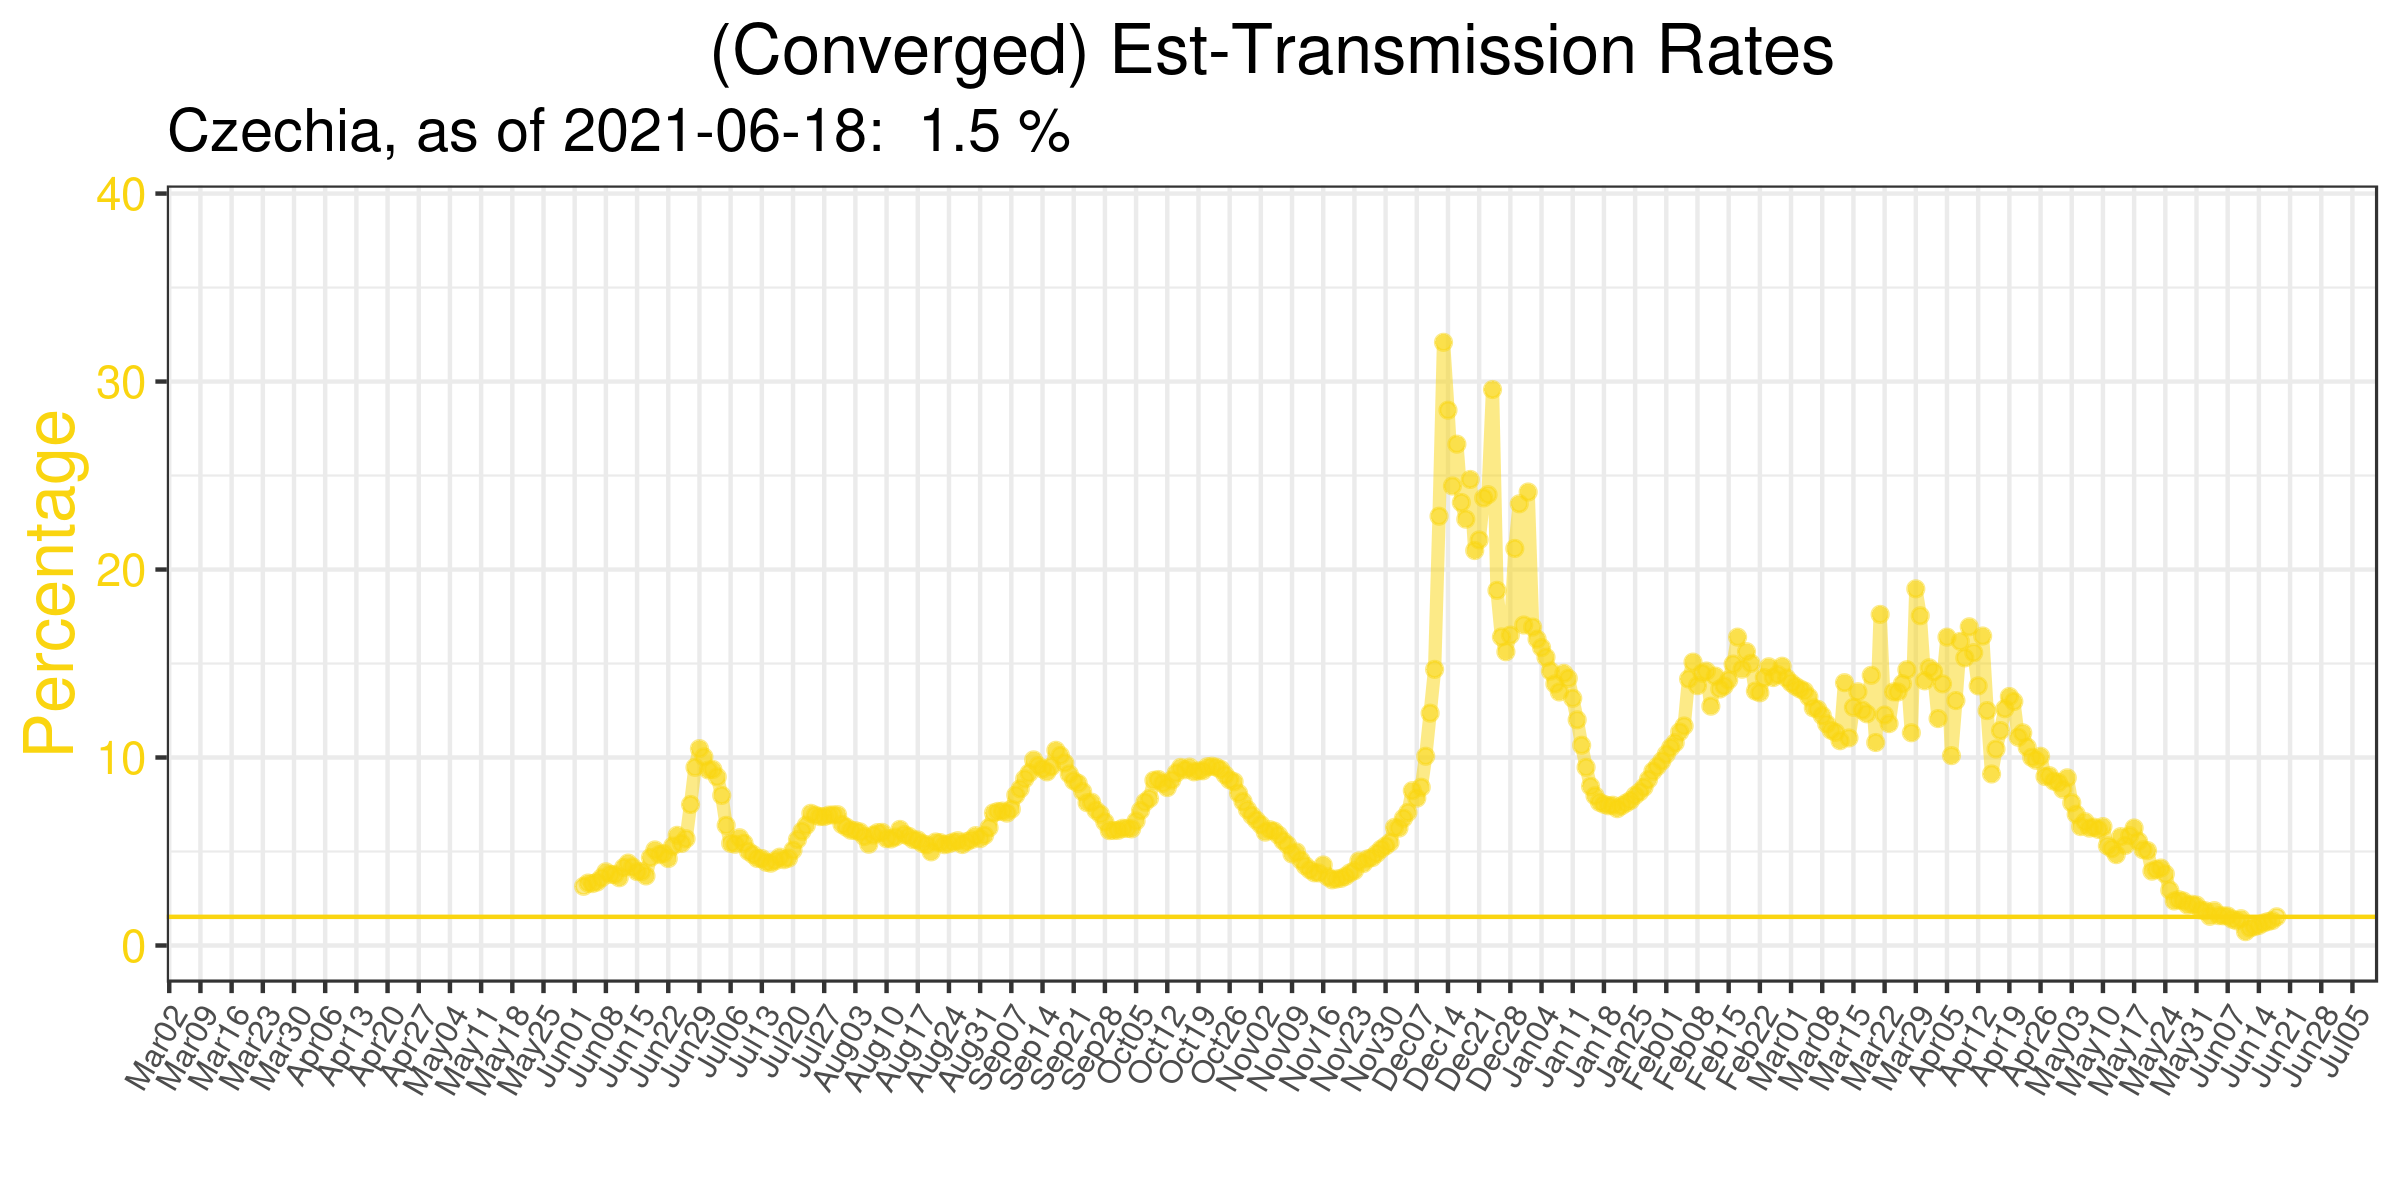 (Converged) Est-Transmission Rates
Czechia, as of 2021-06-18:  1.5 %
Percentage
40
30
20
10
0
Mar02
Mar09
Mar16
Mar23
Mar30
Apr06
Apr13
Apr20
Apr27
May04
May11
May18
May25
Jun01
Jun08
Jun15
Jun22
Jun29
Jul06
Jul13
Jul20
Jul27
Aug03
Aug10
Aug17
Aug24
Aug31
Sep07
Sep14
Sep21
Sep28
Oct05
Oct12
Oct19
Oct26
Nov02
Nov09
Nov16
Nov23
Nov30
Dec07
Dec14
Dec21
Dec28
Jan04
Jan11
Jan18
Jan25
Feb01
Feb08
Feb15
Feb22
Mar01
Mar08
Mar15
Mar22
Mar29
Apr05
Apr12
Apr19
Apr26
May03
May10
May17
May24
May31
Jun07
Jun14
Jun21
Jun28
Jul05